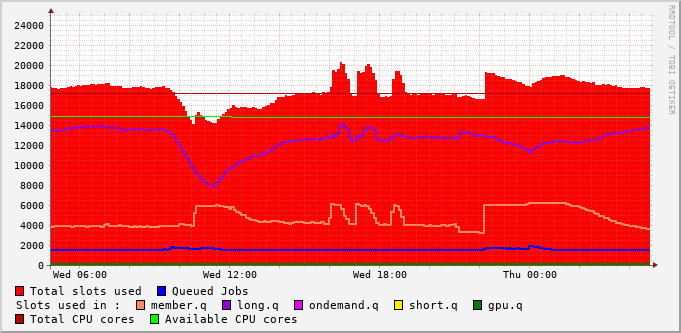 24000
22000
20000
18000
16000
14000
12000
10000
8000
6000
4000
2000
0
Wed 06:00 Wed 12:00 Wed 18:00 Thu 00:00
RRDTOOL / TOBI OETIKER
Total slots used Queued Jobs
Slots used in : member.q long.q ondemand.q short.q gpu.q
Total CPU cores Available CPU cores